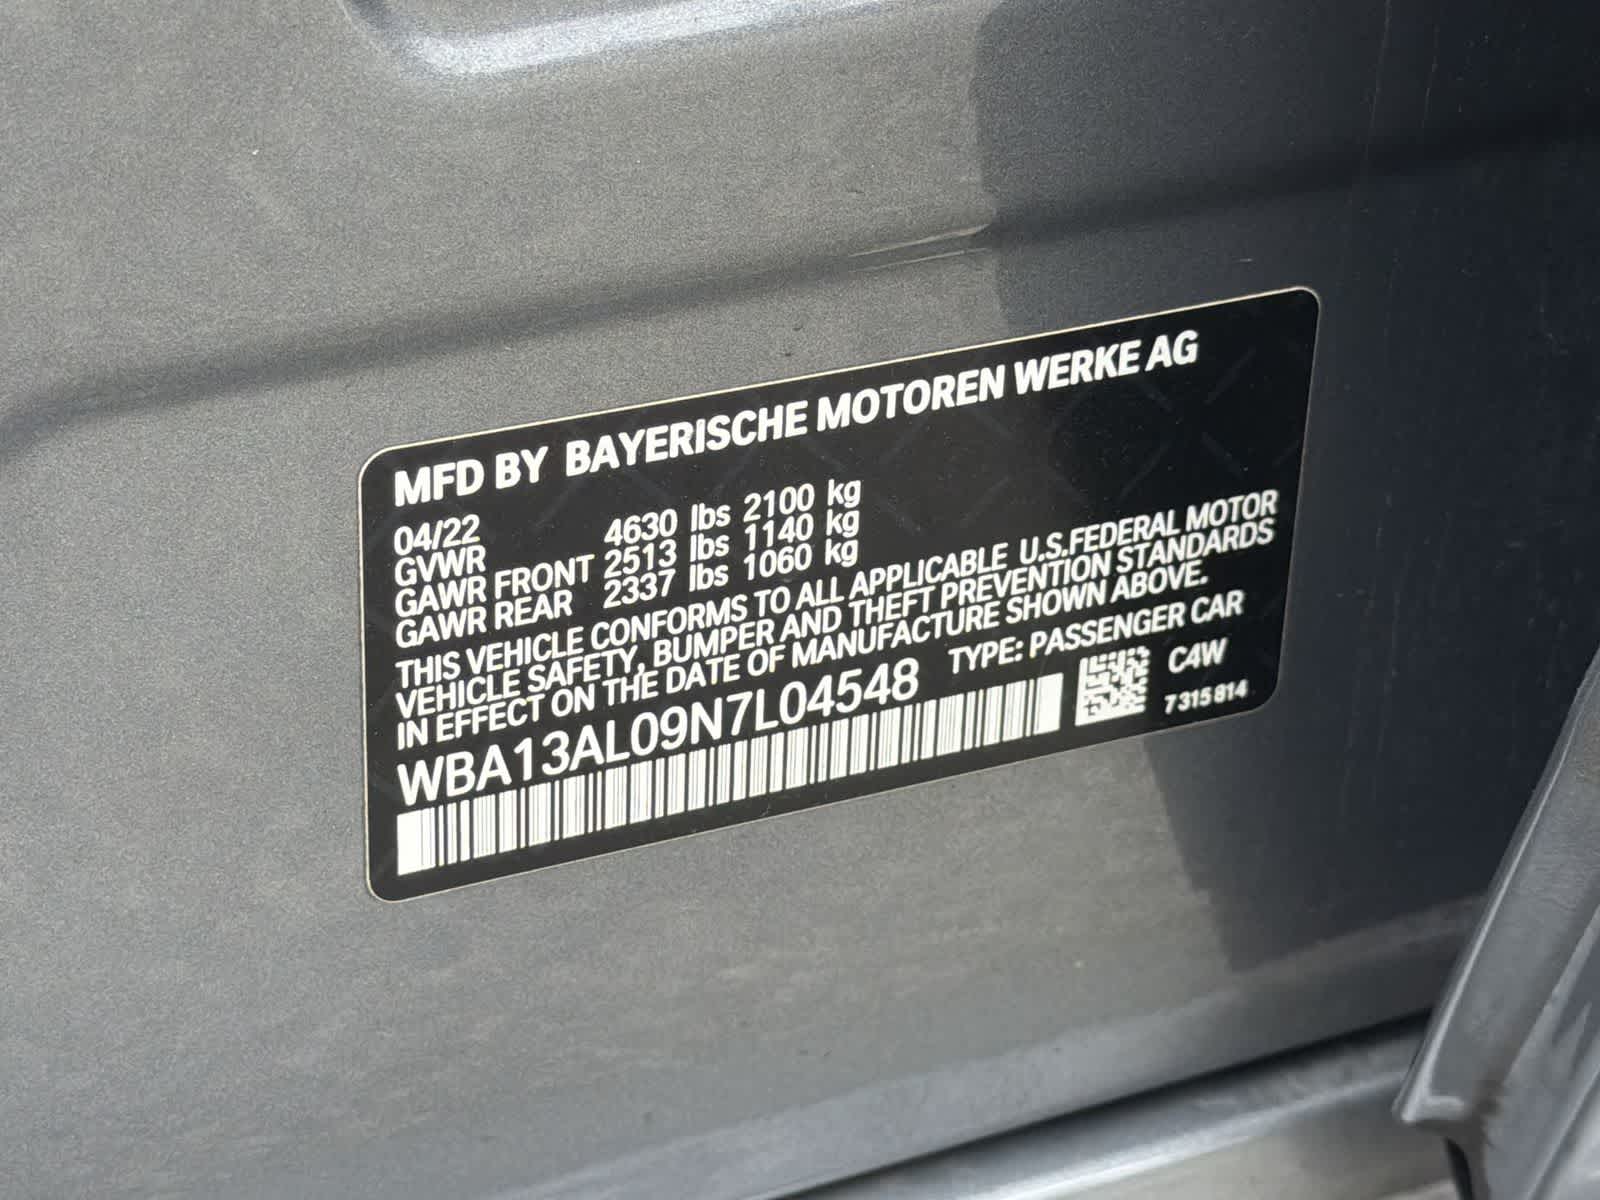 MFD BY BAYERISCHE MOTOREN WERKE AG
04/22
GVWR 4630 lbs 2100 kg
GAWR FRONT 2513 lbs 1140 kg
GAWR REAR 2337 lbs 1060 kg
THIS VEHICLE CONFORMS TO ALL APPLICABLE U.S.FEDERAL MOTOR
VEHICLE SAFETY, BUMPER AND THEFT PREVENTION STANDARDS
IN EFFECT ON THE DATE OF MANUFACTURE SHOWN ABOVE.
WBA13AL09N7L04548 TYPE: PASSENGER CAR
C4W
7315814